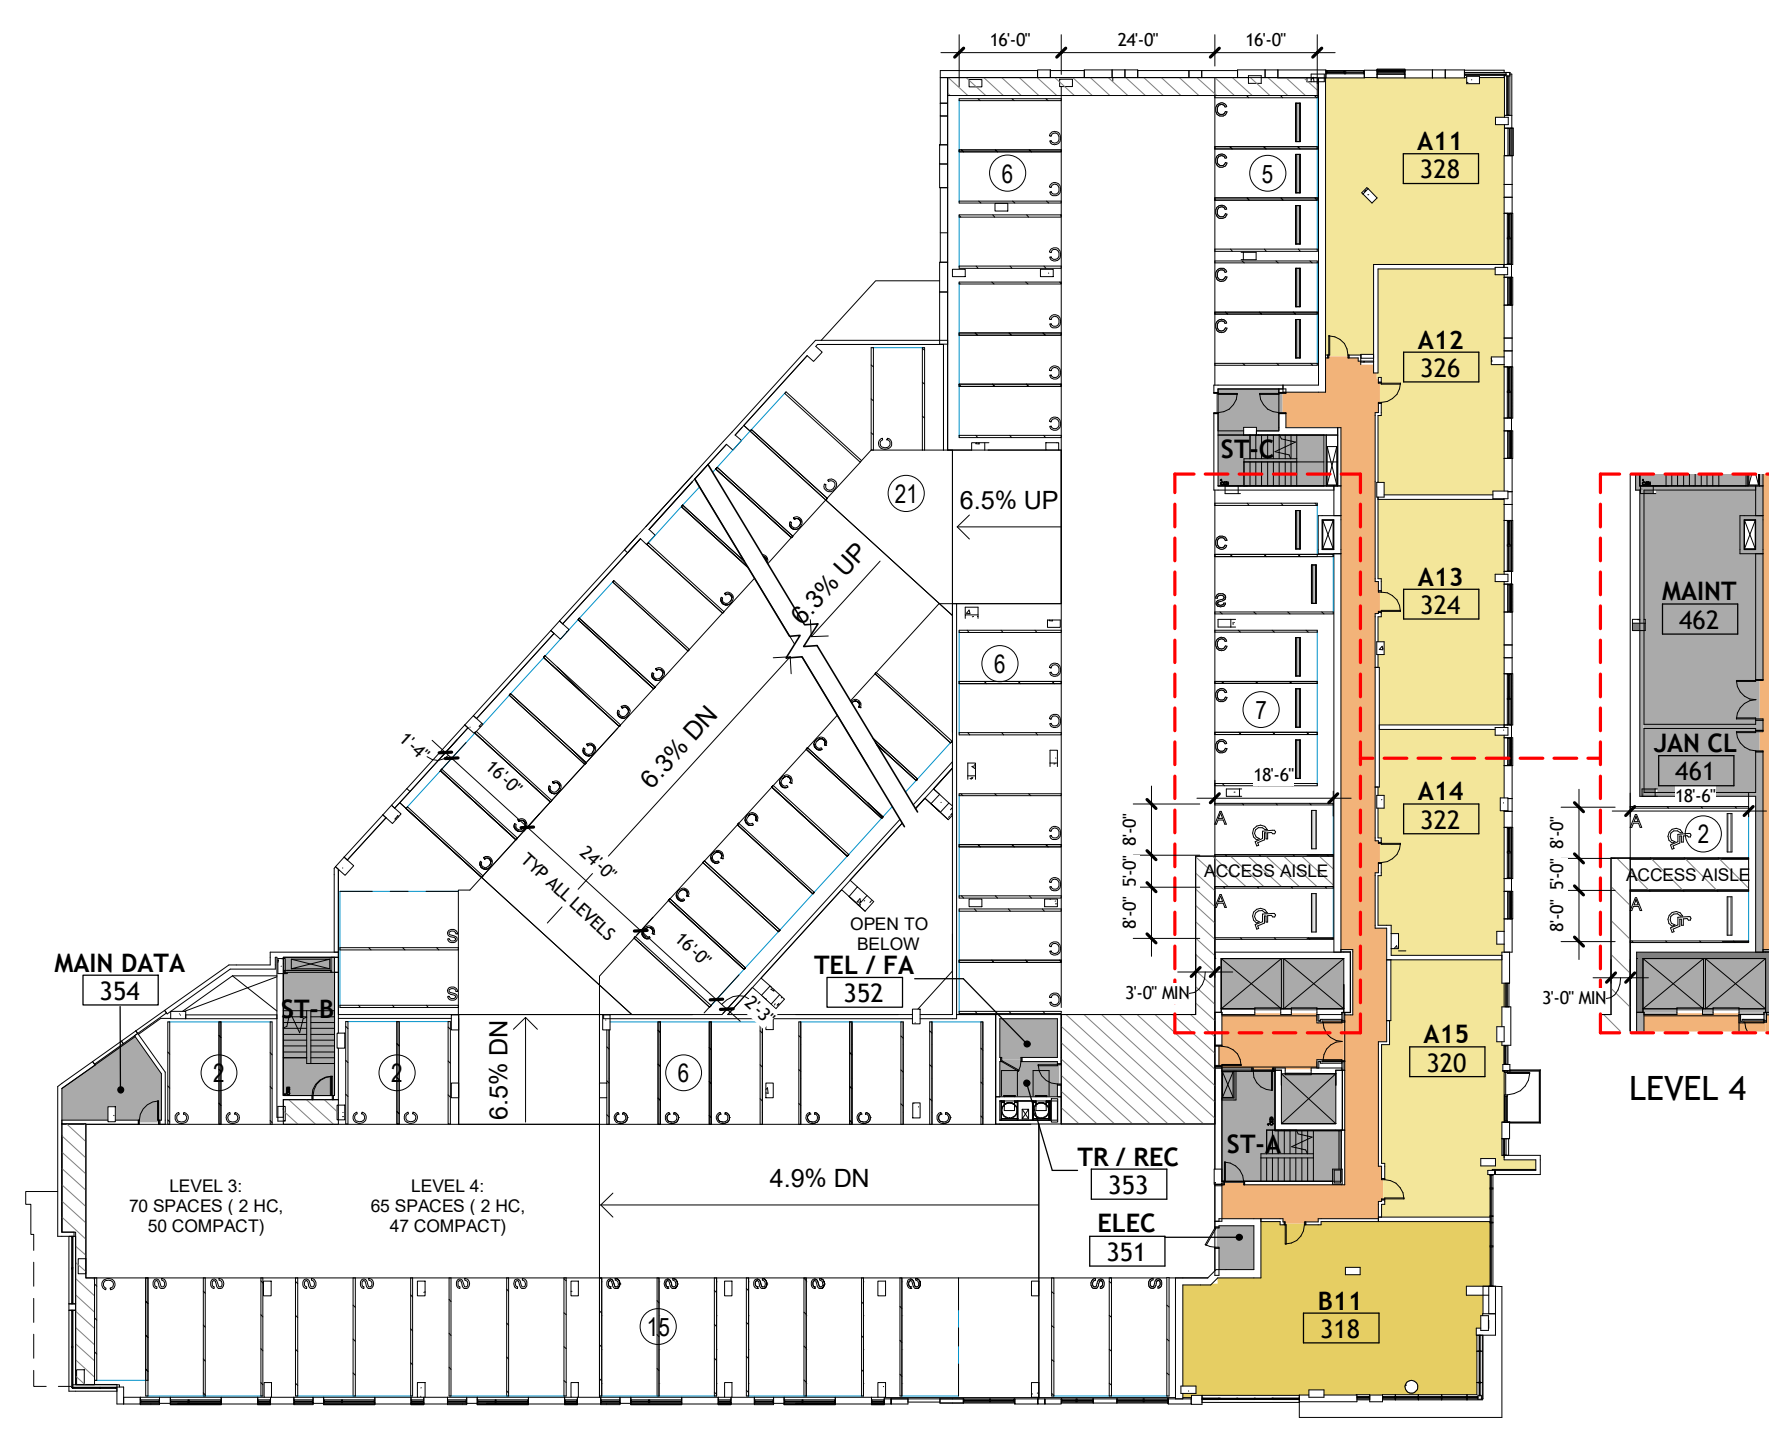 16'-0"
24'-0"
16'-0"
C
C
C
C
C
C
6
C
C
C
C
C
5
A11
328
A12
326
ST-C
C
21
6.5% UP
6.3% UP
6.3% DN
C
C
C
C
C
C
C
C
C
C
1'-4"
16'-0"
24'-0"
TYP ALL LEVELS
16'-0"
2'-3"
C
C
C
C
C
C
6
C
C
C
C
C
C
C
S
C
C
C
7
A13
324
A14
322
18'-6"
8'-0"
5'-0"
8'-0"
A
ACCESS AISLE
A
3'-0" MIN
MAINT
462
JAN CL
461
18'-6"
8'-0"
5'-0"
8'-0"
A
2
ACCESS AISLE
A
3'-0" MIN
LEVEL 4
OPEN TO
BELOW
TEL / FA
352
MAIN DATA
354
ST-B
S
S
2
C
C
2
C
C
6.5% DN
6
C
C
C
C
C
C
A15
320
ST-A
TR / REC
353
4.9% DN
LEVEL 3:
70 SPACES ( 2 HC,
50 COMPACT)
LEVEL 4:
65 SPACES ( 2 HC,
47 COMPACT)
ELEC
351
C
S
S
S
S
S
S
S
S
S
S
S
S
S
15
B11
318